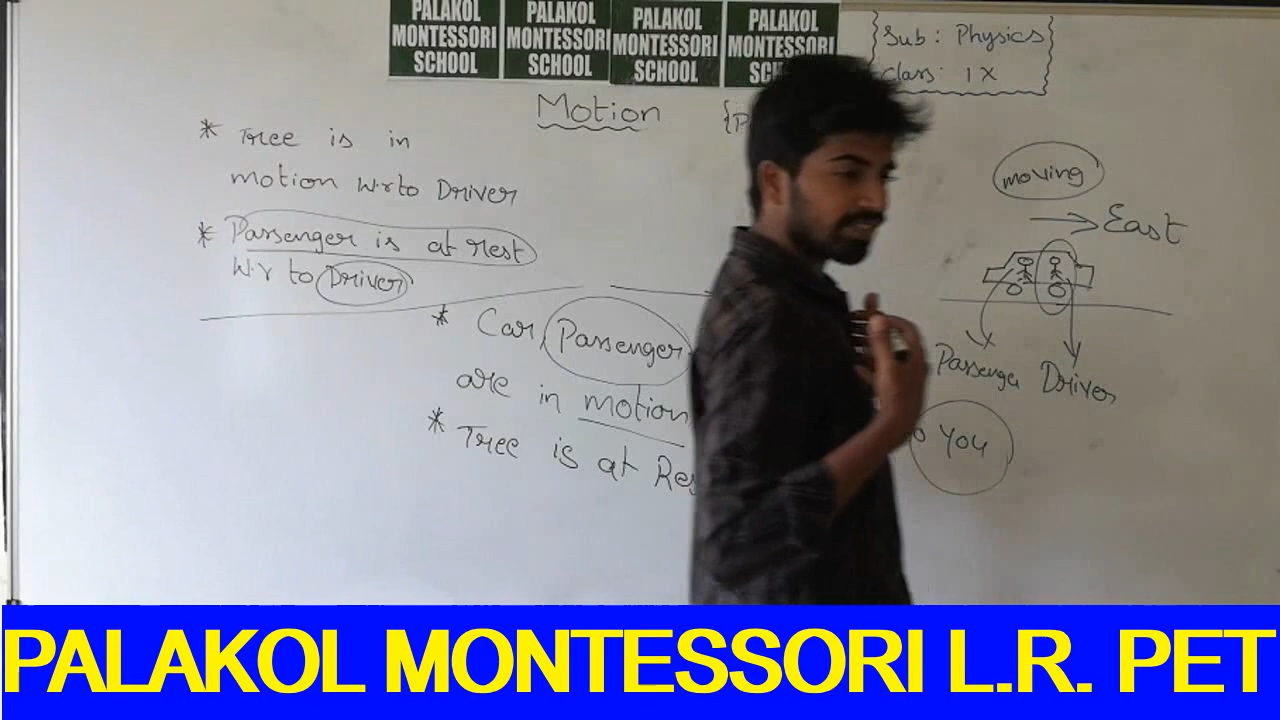 PALAKOL
MONTESSORI
SCHOOL
PALAKOL
MONTESSORI
SCHOOL
PALAKOL
MONTESSORI
SCHOOL
PALAKOL
MONTESSORI
Sub : Physics
Class: IX
Motion
* Tree is in
motion w.r to Driver
* Passenger is at rest
W.r to Driver
* Car, Passenger
are in motion
* Tree is at
You
moving
East
Passenger Driver
PALAKOL MONTESSORI L.R. PET